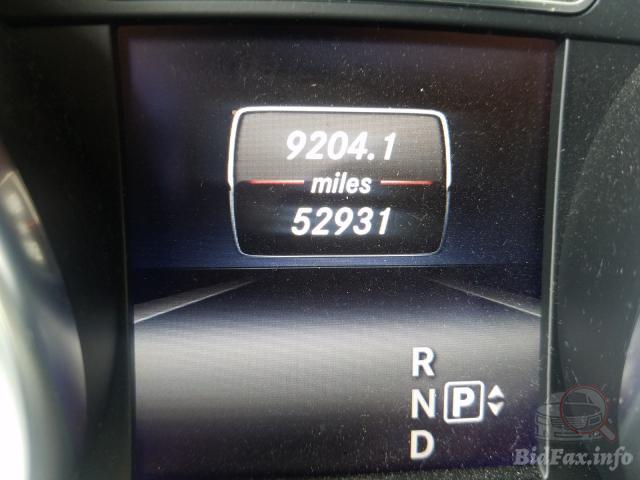 9204.1
miles
52931
R
N P
D
BidFax.info